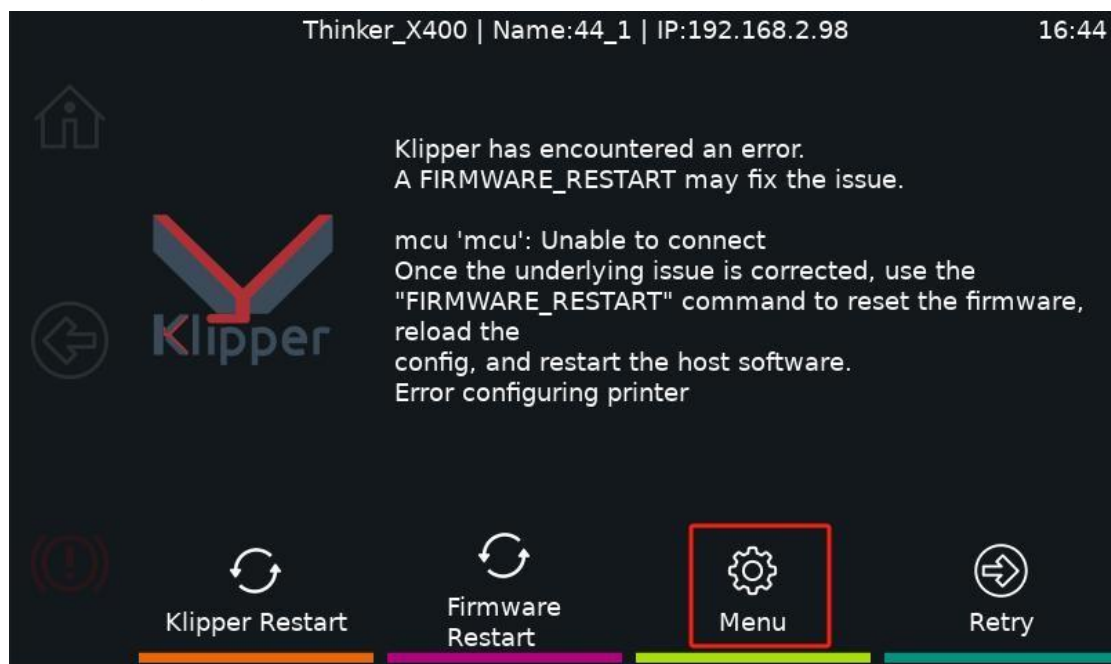 Thinker_X400 | Name:44_1 | IP:192.168.2.98 16:44
Klipper has encountered an error.
A FIRMWARE_RESTART may fix the issue.
mcu 'mcu': Unable to connect
Once the underlying issue is corrected, use the
"FIRMWARE_RESTART" command to reset the firmware,
reload the
config, and restart the host software.
Error configuring printer
Klipper
Klipper Restart
Firmware
Restart
Menu
Retry